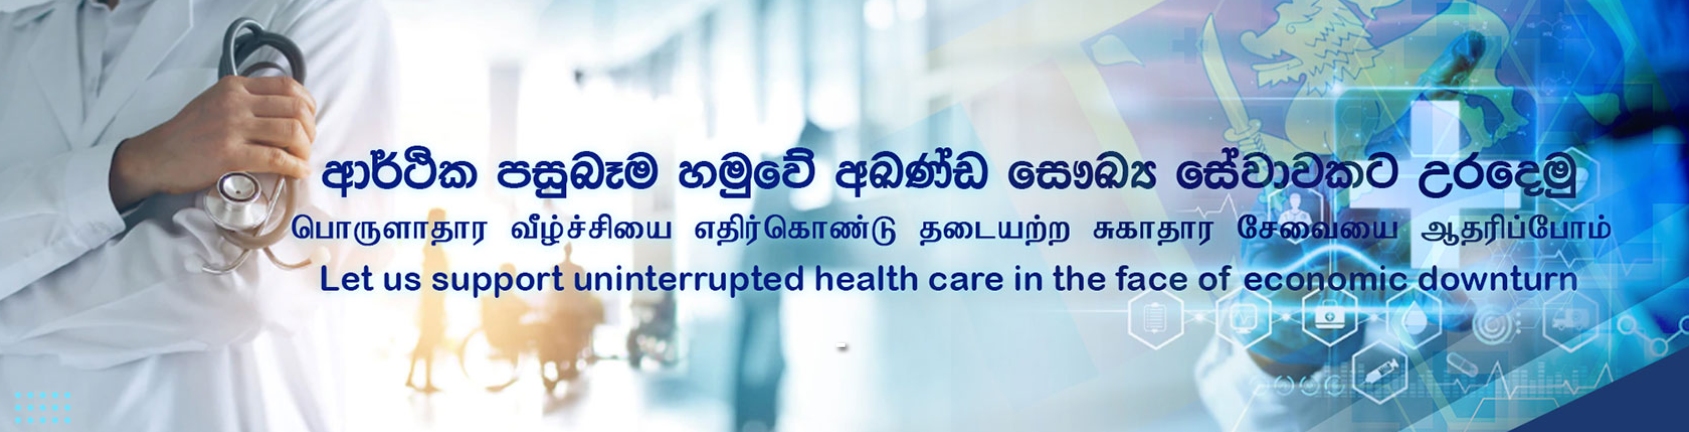 ආර්ථික පසුබෑම හමුවේ අඛණ්ඩ සෞඛ්‍ය සේවාවකට උරදෙමු
பொருளாதார வீழ்ச்சியை எதிர்கொண்டு தடையற்ற சுகாதார சேவையை ஆதரிப்போம்
Let us support uninterrupted health care in the face of economic downturn